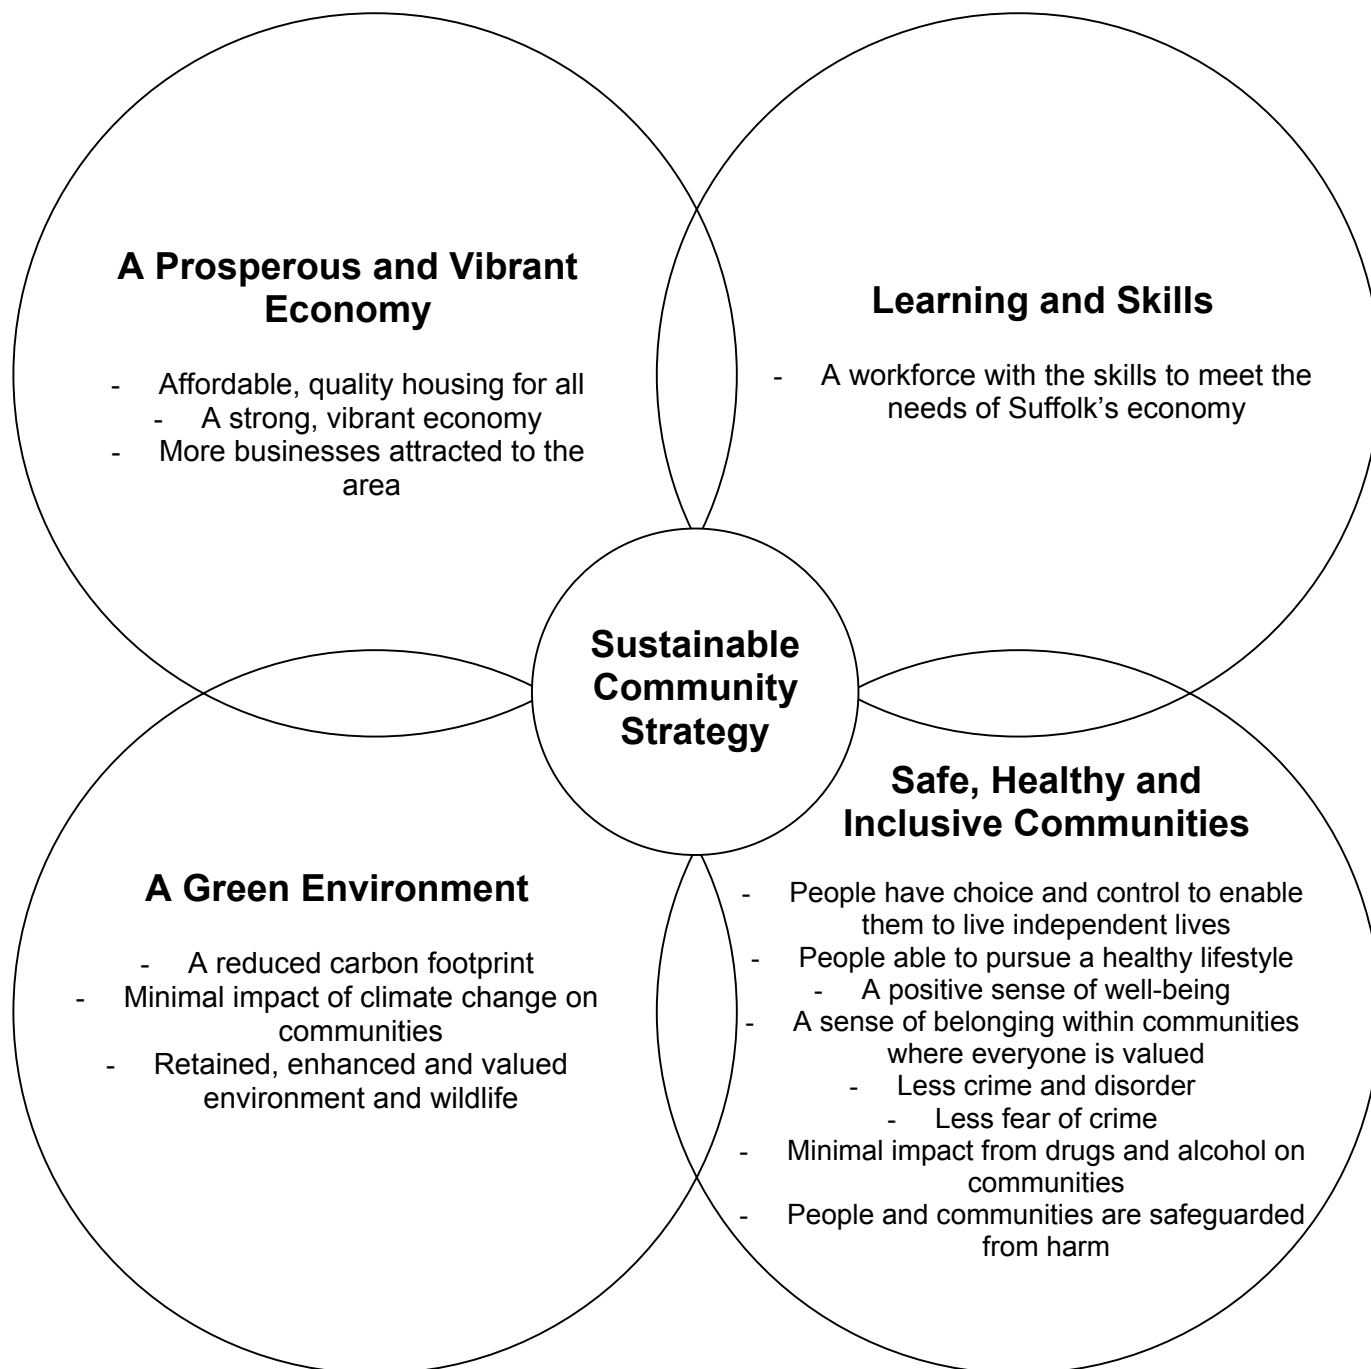 A Prosperous and Vibrant
Economy
- Affordable, quality housing for all
- A strong, vibrant economy
- More businesses attracted to the
area
Learning and Skills
- A workforce with the skills to meet the
needs of Suffolk’s economy
Sustainable
Community
Strategy
A Green Environment
- A reduced carbon footprint
- Minimal impact of climate change on
communities
- Retained, enhanced and valued
environment and wildlife
Safe, Healthy and
Inclusive Communities
- People have choice and control to enable
them to live independent lives
- People able to pursue a healthy lifestyle
- A positive sense of well-being
- A sense of belonging within communities
where everyone is valued
- Less crime and disorder
- Less fear of crime
- Minimal impact from drugs and alcohol on
communities
- People and communities are safeguarded
from harm